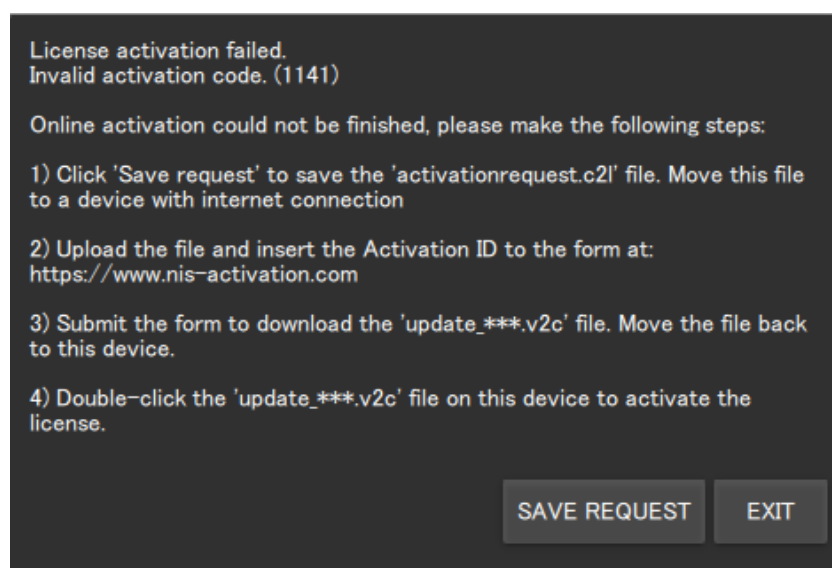 License activation failed.
Invalid activation code. (1141)
Online activation could not be finished, please make the following steps:
1) Click 'Save request' to save the 'activationrequest.c2l' file. Move this file
to a device with internet connection
2) Upload the file and insert the Activation ID to the form at:
https://www.nis-activation.com
3) Submit the form to download the 'update_***.v2c' file. Move the file back
to this device.
4) Double-click the 'update_***.v2c' file on this device to activate the
license.
SAVE REQUEST EXIT